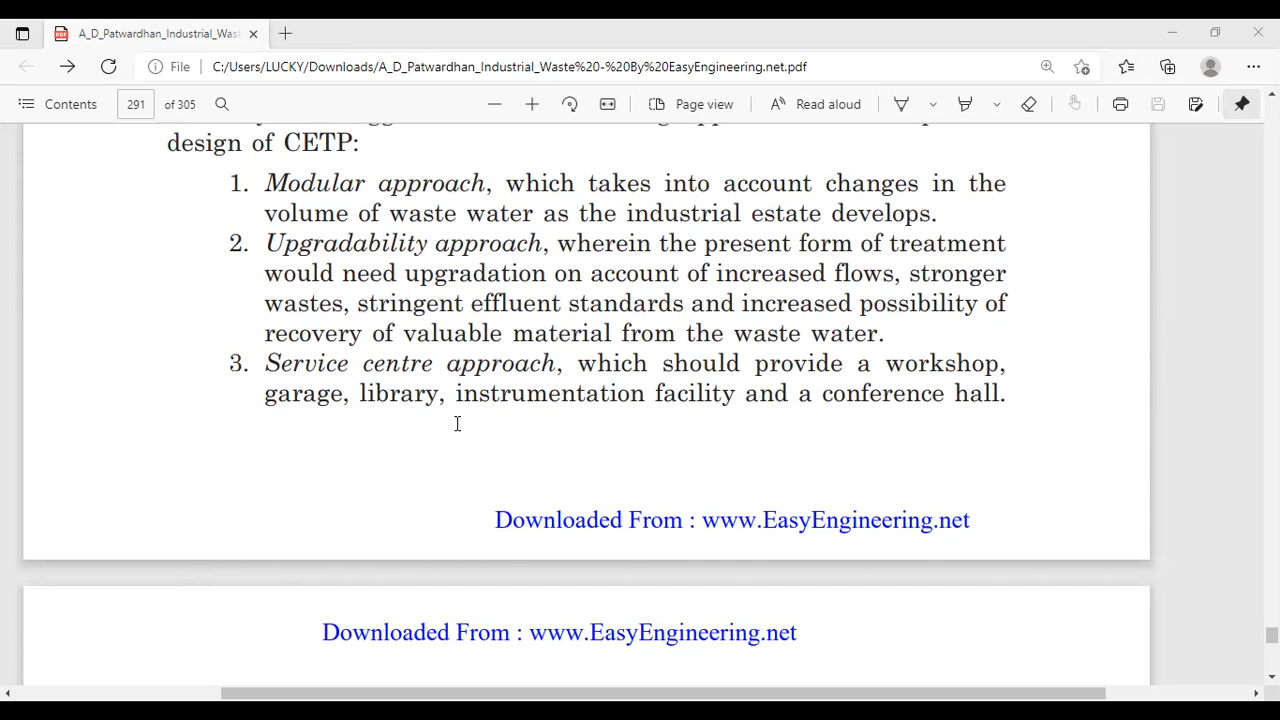 A_D_Patwardhan_Industrial_Wast
File
C:/Users/LUCKY/Downloads/A_D_Patwardhan_Industrial_Waste%20-%20By%20EasyEngineering.net.pdf
Contents
291
of 305
Page view
Read aloud
design of CETP:
1. Modular approach, which takes into account changes in the
volume of waste water as the industrial estate develops.
2. Upgradability approach, wherein the present form of treatment
would need upgradation on account of increased flows, stronger
wastes, stringent effluent standards and increased possibility of
recovery of valuable material from the waste water.
3. Service centre approach, which should provide a workshop,
garage, library, instrumentation facility and a conference hall.
Downloaded From : www.EasyEngineering.net
Downloaded From : www.EasyEngineering.net